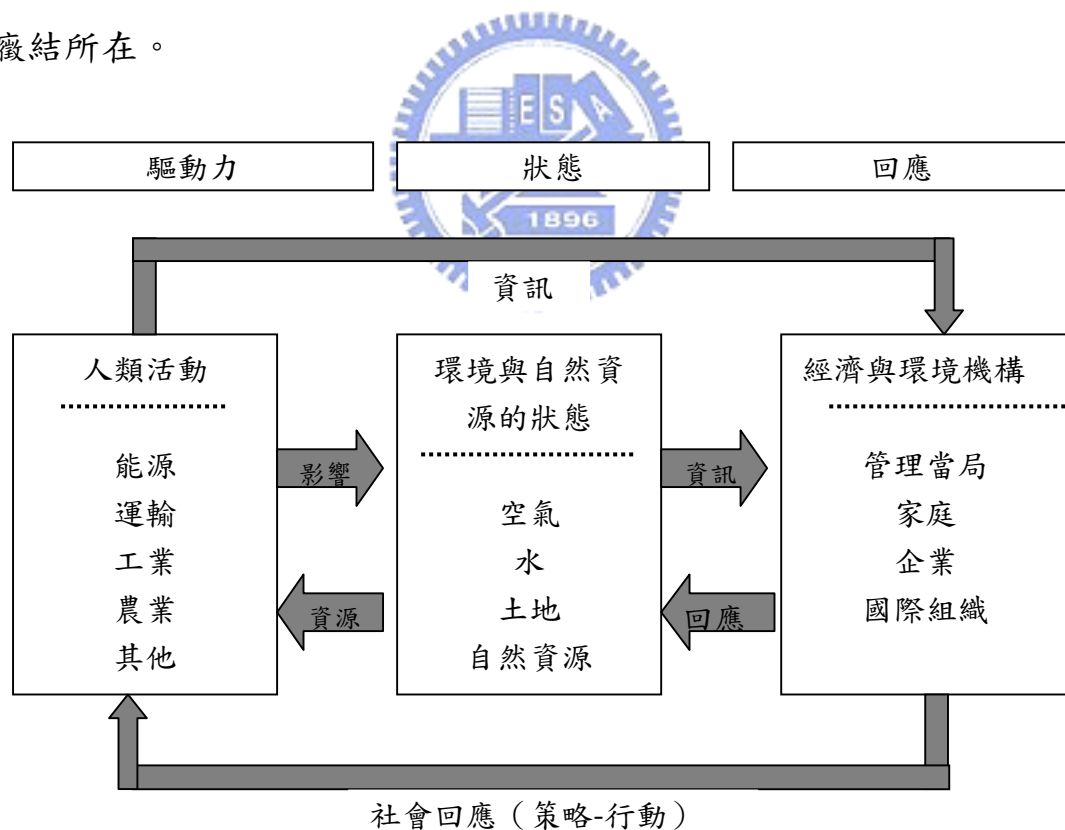 癥結所在。
E S A
1896
驅動力
狀態
回應
資訊
人類活動
能源
運輸
工業
農業
其他
影響
資源
環境與自然資
源的狀態
空氣
水
土地
自然資源
資訊
回應
經濟與環境機構
管理當局
家庭
企業
國際組織
社會回應（策略-行動）